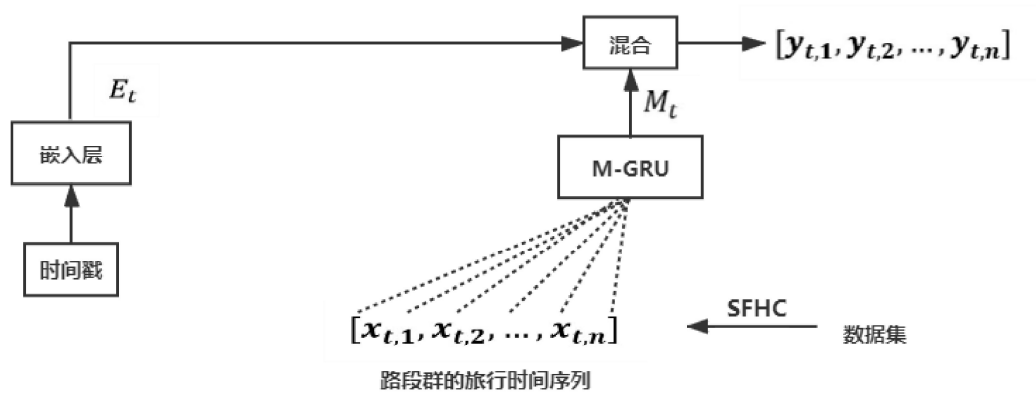 混合
[y_{t,1}, y_{t,2}, ..., y_{t,n}]
E_t
M_t
嵌入层
M-GRU
时间戳
[x_{t,1}, x_{t,2}, ..., x_{t,n}]
SFHC
数据集
路段群的旅行时间序列